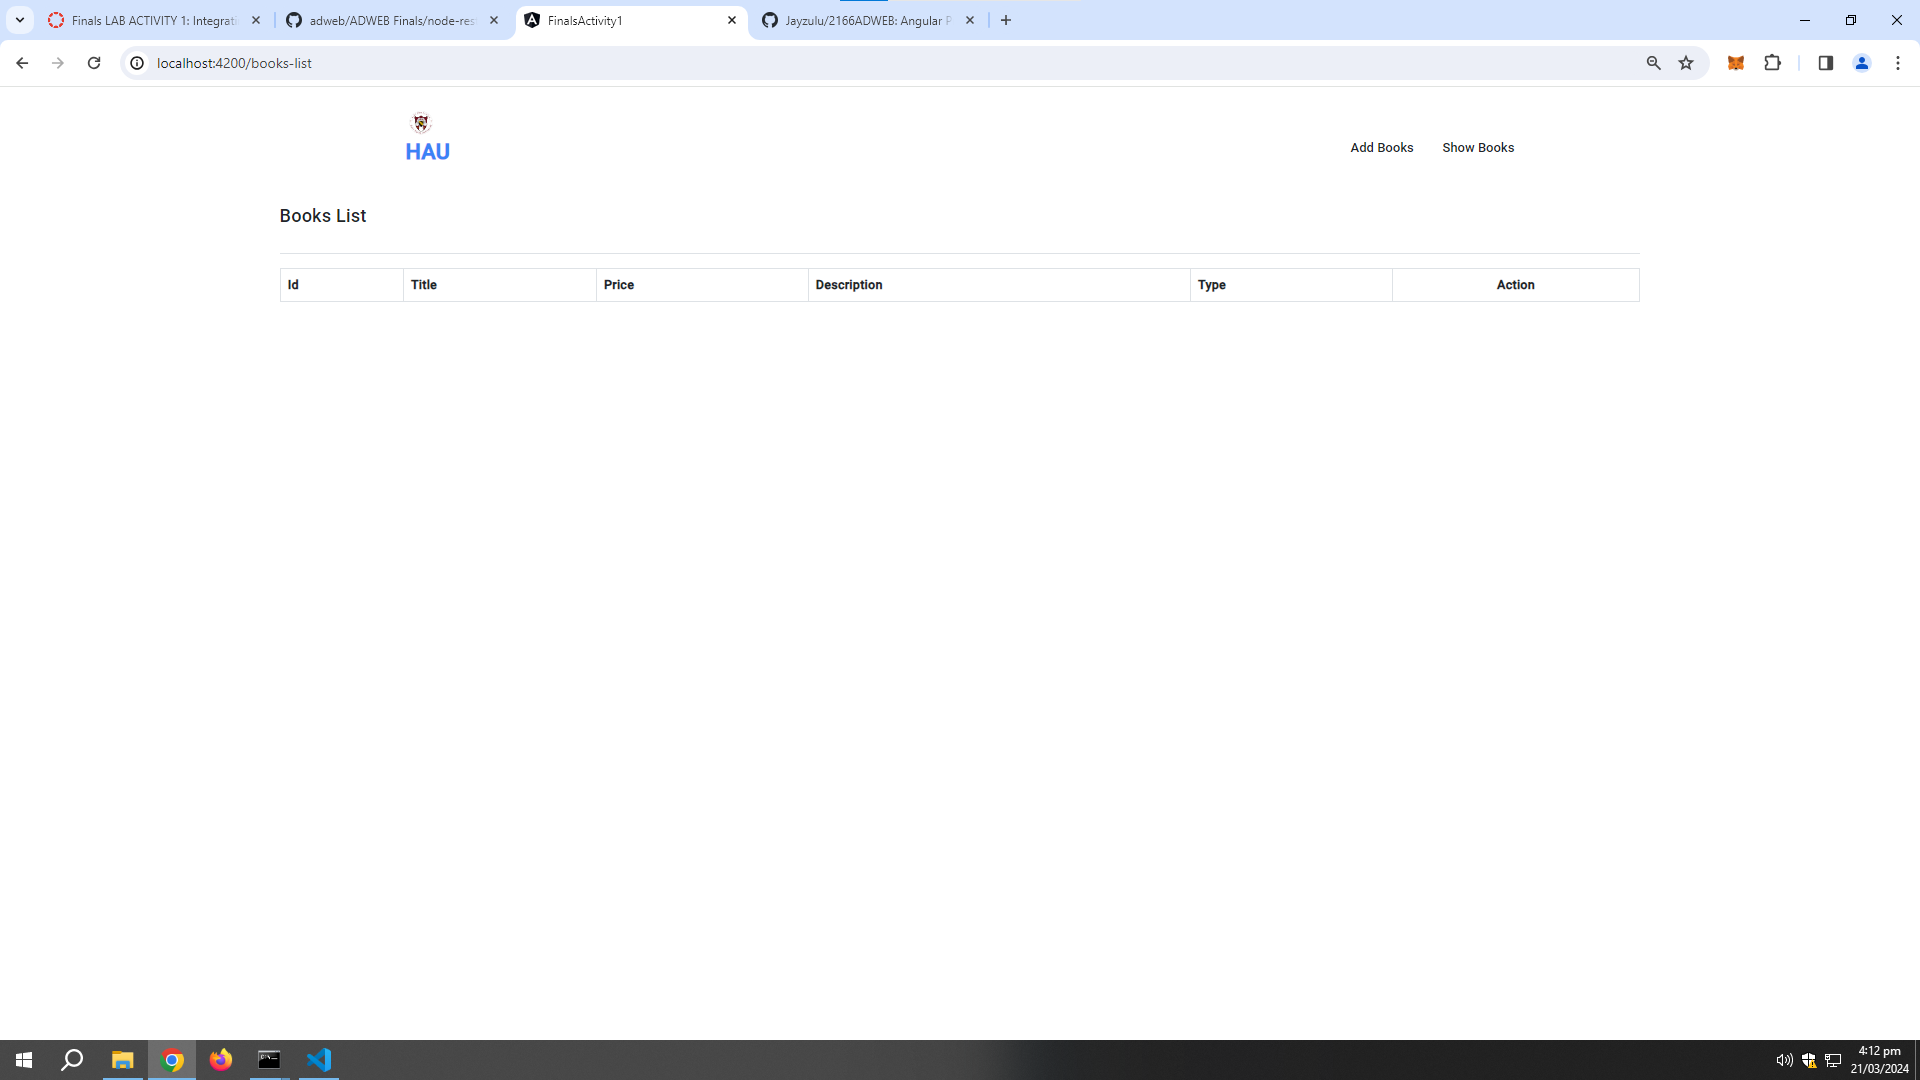 Finals LAB ACTIVITY 1: Integrati
adweb/ADWEB Finals/node-res
FinalsActivity1
Jayzulu/2166ADWEB: Angular P
localhost:4200/books-list
HAU
Add Books
Show Books
Books List
Id
Title
Price
Description
Type
Action
4:12 pm
21/03/2024